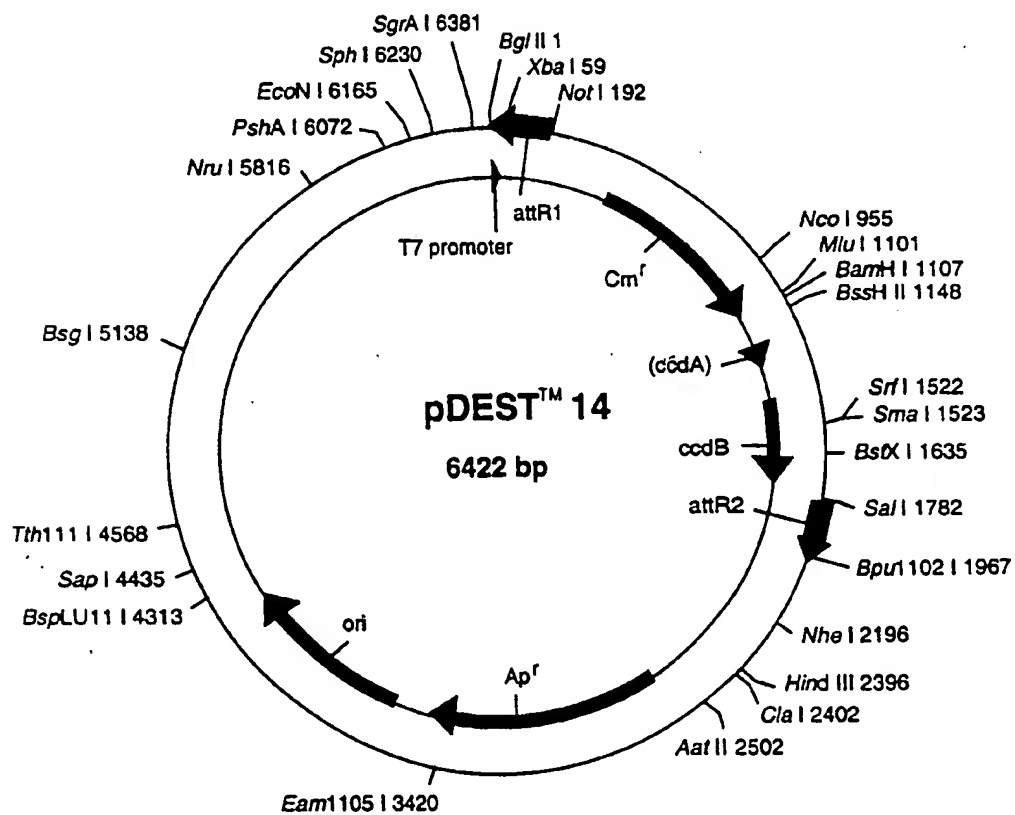 SgrA I 6381
Sph I 6230
EcoN I 6165
PshA I 6072
Nru I 5816
Bgl II 1
Xba I 59
Not I 192
attR1
T7 promoter
Cmʳ
Nco I 955
Mlu I 1101
BamH I 1107
BssH II 1148
Bsg I 5138
(ccdA)
pDEST™ 14
6422 bp
Srf I 1522
Sma I 1523
ccdB
BstX I 1635
attR2
Sal I 1782
Tth111 I 4568
Sap I 4435
BspLU11 I 4313
Bpu1102 I 1967
ori
Nhe I 2196
Apʳ
Hind III 2396
Cla I 2402
Aat II 2502
Eam1105 I 3420